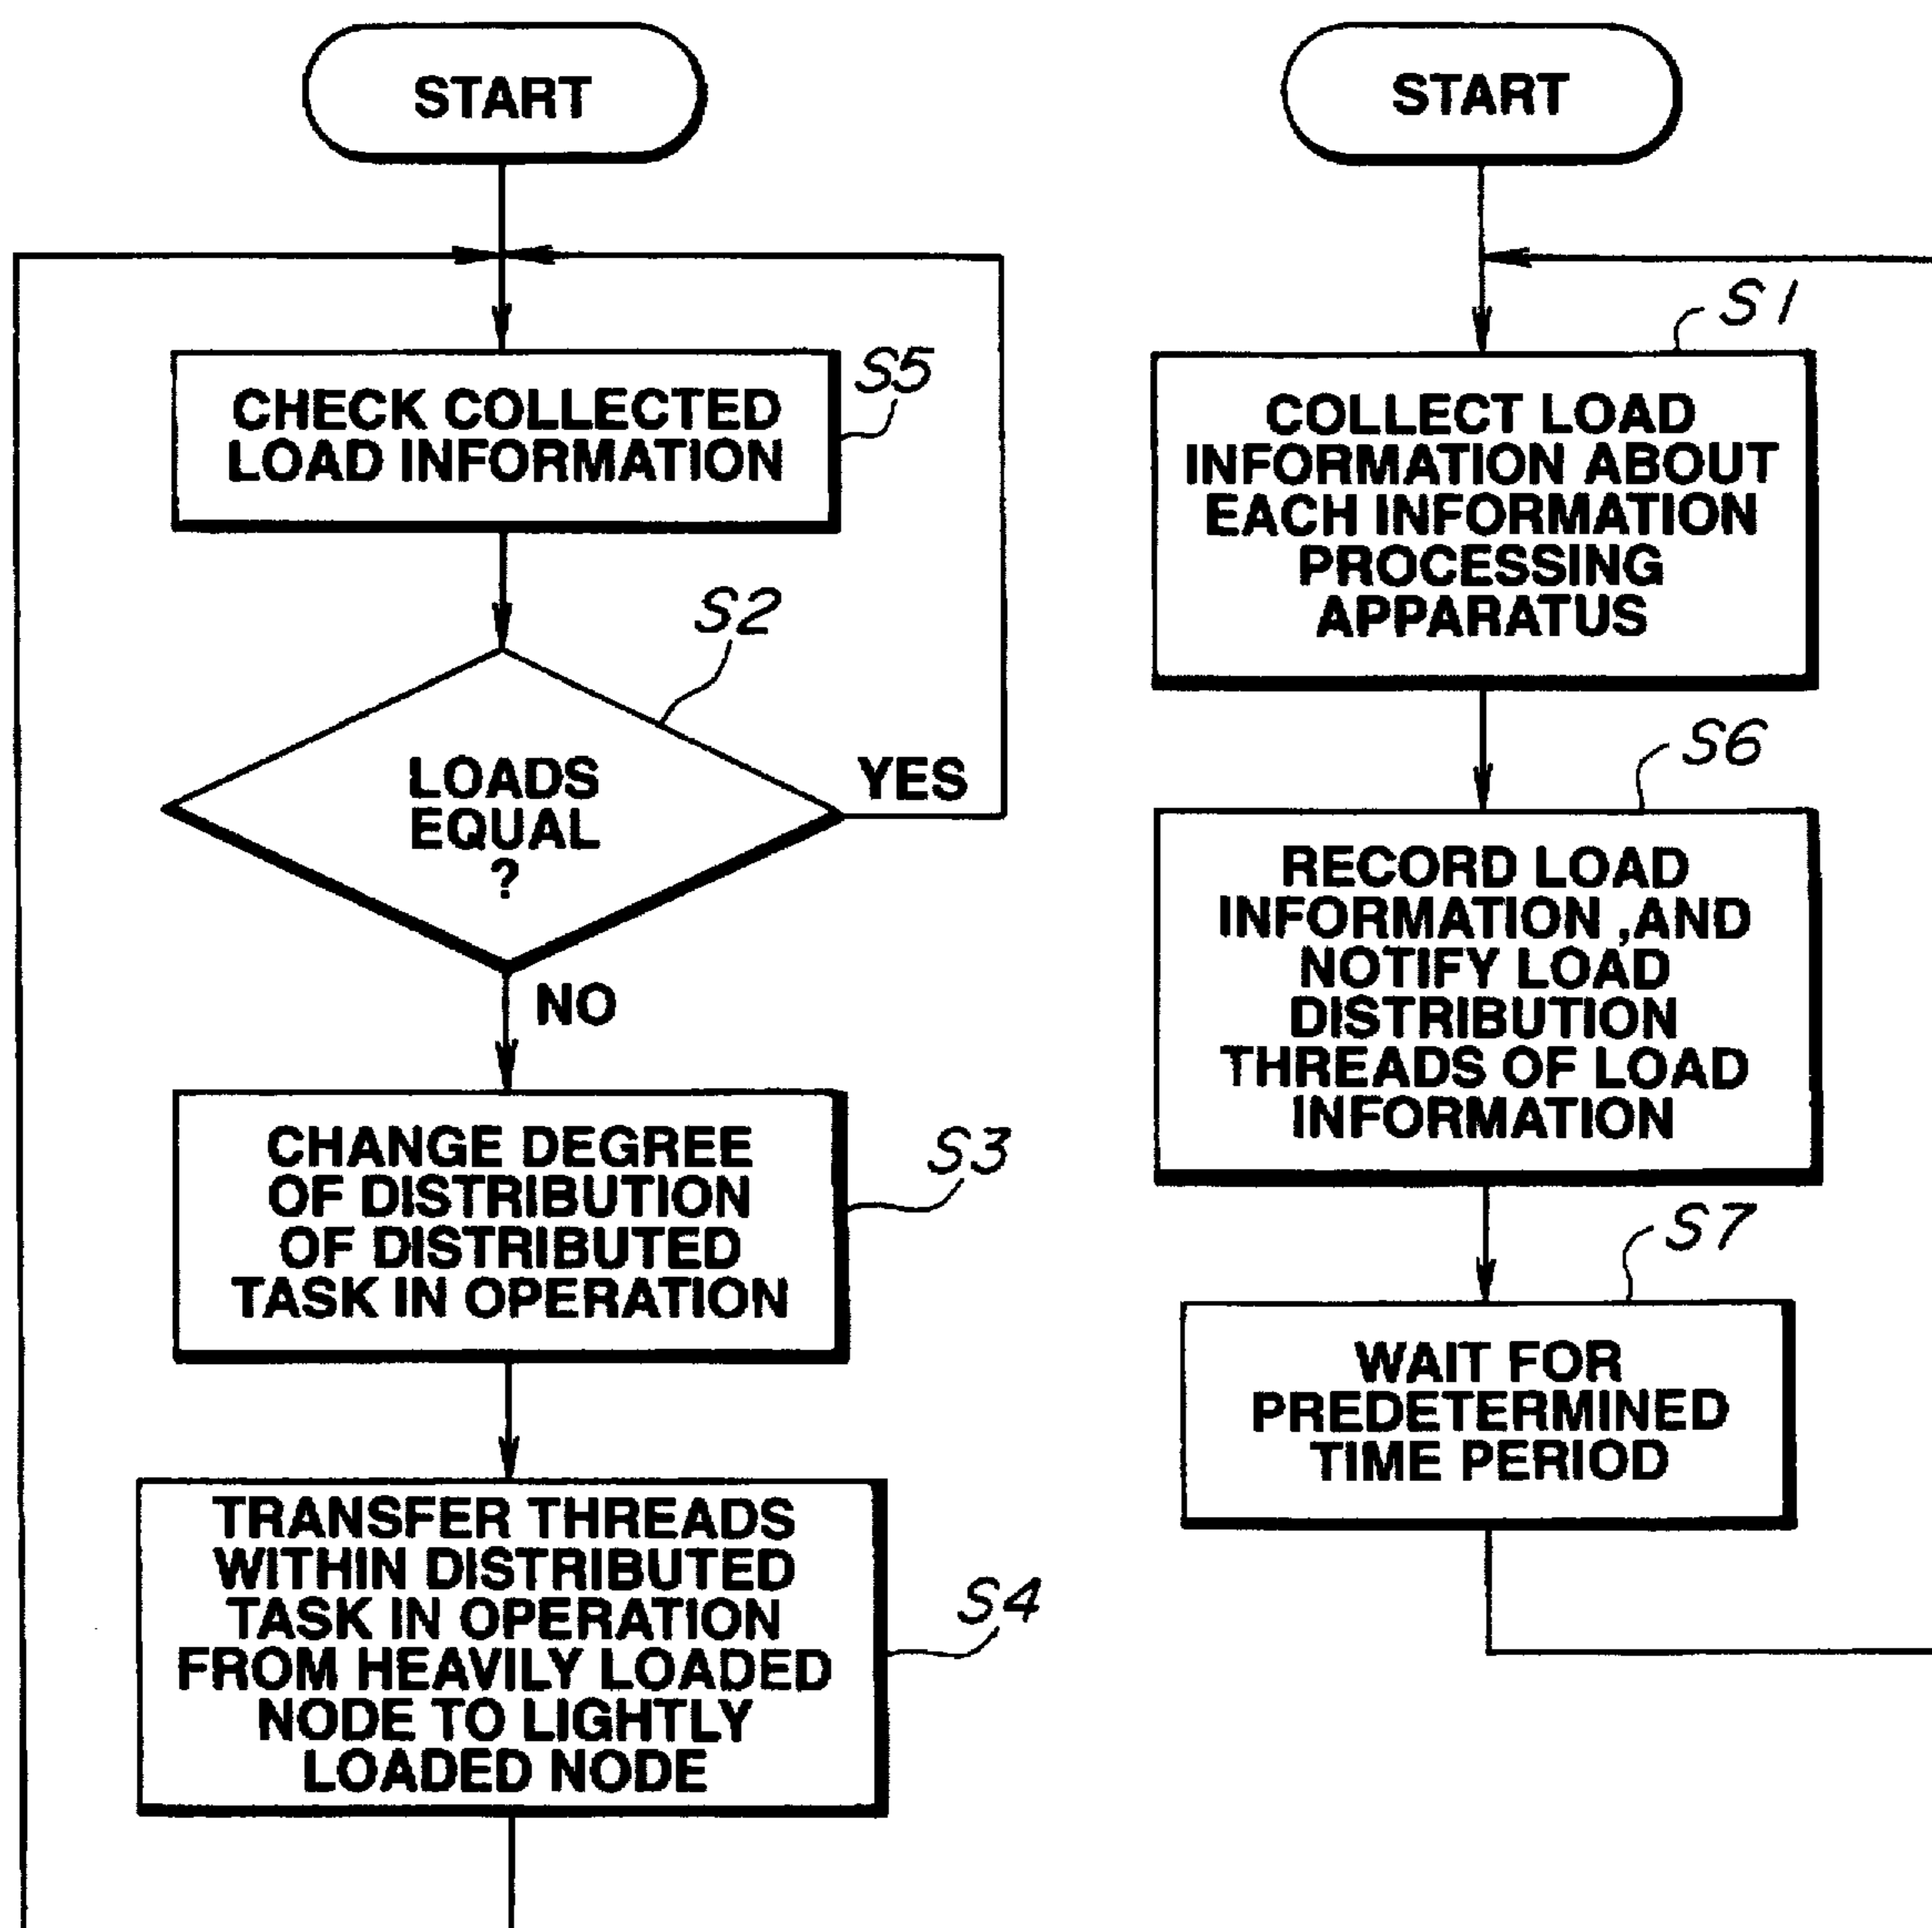 START
S5
CHECK COLLECTED
LOAD INFORMATION
S2
LOADS
EQUAL
?
YES
NO
S3
CHANGE DEGREE
OF DISTRIBUTION
OF DISTRIBUTED
TASK IN OPERATION
S4
TRANSFER THREADS
WITHIN DISTRIBUTED
TASK IN OPERATION
FROM HEAVILY LOADED
NODE TO LIGHTLY
LOADED NODE
START
S1
COLLECT LOAD
INFORMATION ABOUT
EACH INFORMATION
PROCESSING
APPARATUS
S6
RECORD LOAD
INFORMATION ,AND
NOTIFY LOAD
DISTRIBUTION
THREADS OF LOAD
INFORMATION
S7
WAIT FOR
PREDETERMINED
TIME PERIOD